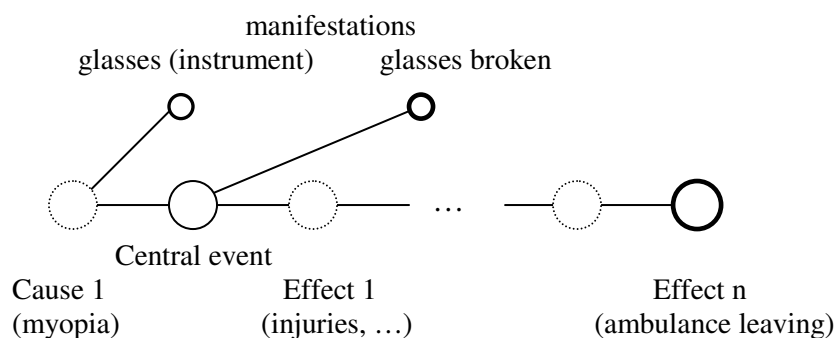 manifestations
glasses (instrument) glasses broken
…
Central event
Cause 1 Effect 1 Effect n
(myopia) (injuries, …) (ambulance leaving)